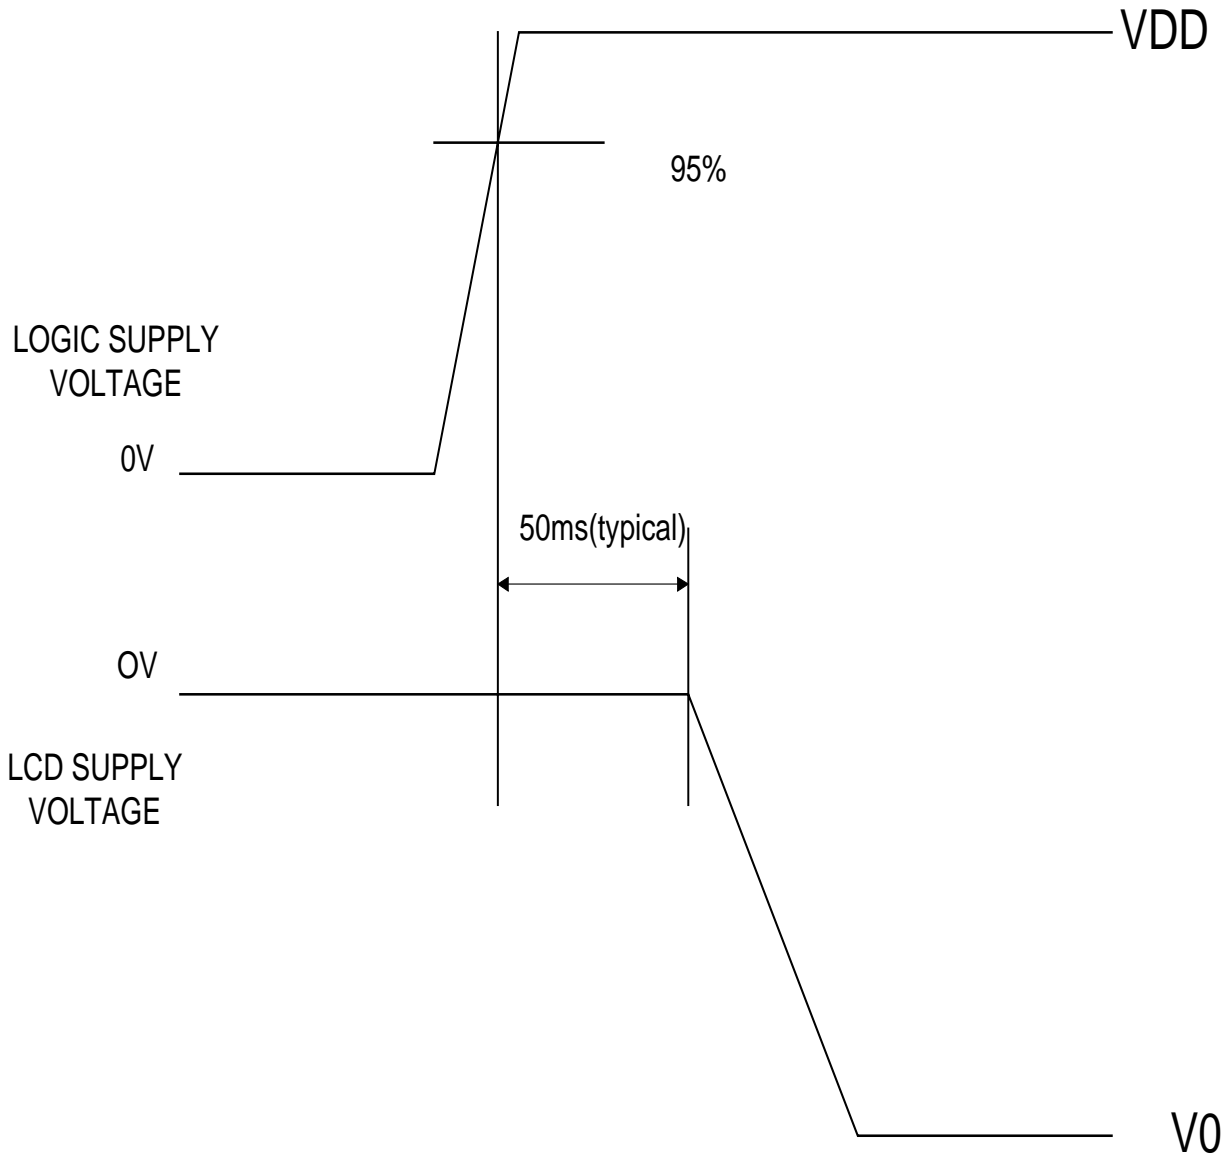 VDD
95%
LOGIC SUPPLY
VOLTAGE
0V
50ms(typical)
OV
LCD SUPPLY
VOLTAGE
V0